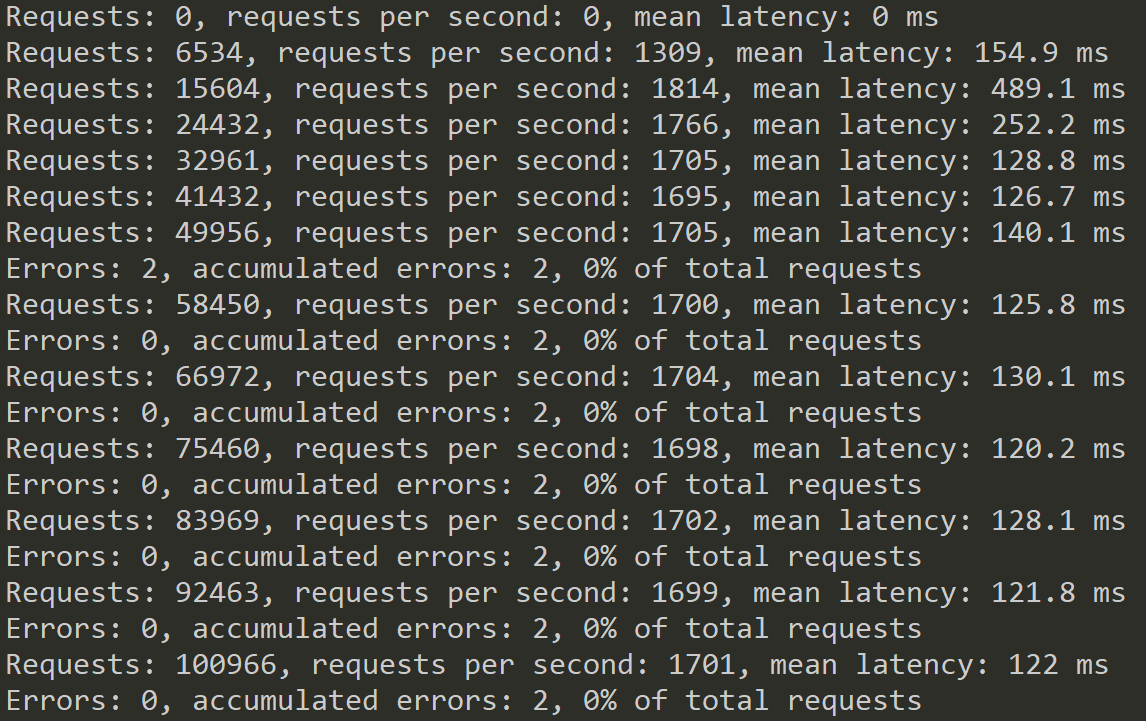 Requests: 0, requests per second: 0, mean latency: 0 ms
Requests: 6534, requests per second: 1309, mean latency: 154.9 ms
Requests: 15604, requests per second: 1814, mean latency: 489.1 ms
Requests: 24432, requests per second: 1766, mean latency: 252.2 ms
Requests: 32961, requests per second: 1705, mean latency: 128.8 ms
Requests: 41432, requests per second: 1695, mean latency: 126.7 ms
Requests: 49956, requests per second: 1705, mean latency: 140.1 ms
Errors: 2, accumulated errors: 2, 0% of total requests
Requests: 58450, requests per second: 1700, mean latency: 125.8 ms
Errors: 0, accumulated errors: 2, 0% of total requests
Requests: 66972, requests per second: 1704, mean latency: 130.1 ms
Errors: 0, accumulated errors: 2, 0% of total requests
Requests: 75460, requests per second: 1698, mean latency: 120.2 ms
Errors: 0, accumulated errors: 2, 0% of total requests
Requests: 83969, requests per second: 1702, mean latency: 128.1 ms
Errors: 0, accumulated errors: 2, 0% of total requests
Requests: 92463, requests per second: 1699, mean latency: 121.8 ms
Errors: 0, accumulated errors: 2, 0% of total requests
Requests: 100966, requests per second: 1701, mean latency: 122 ms
Errors: 0, accumulated errors: 2, 0% of total requests